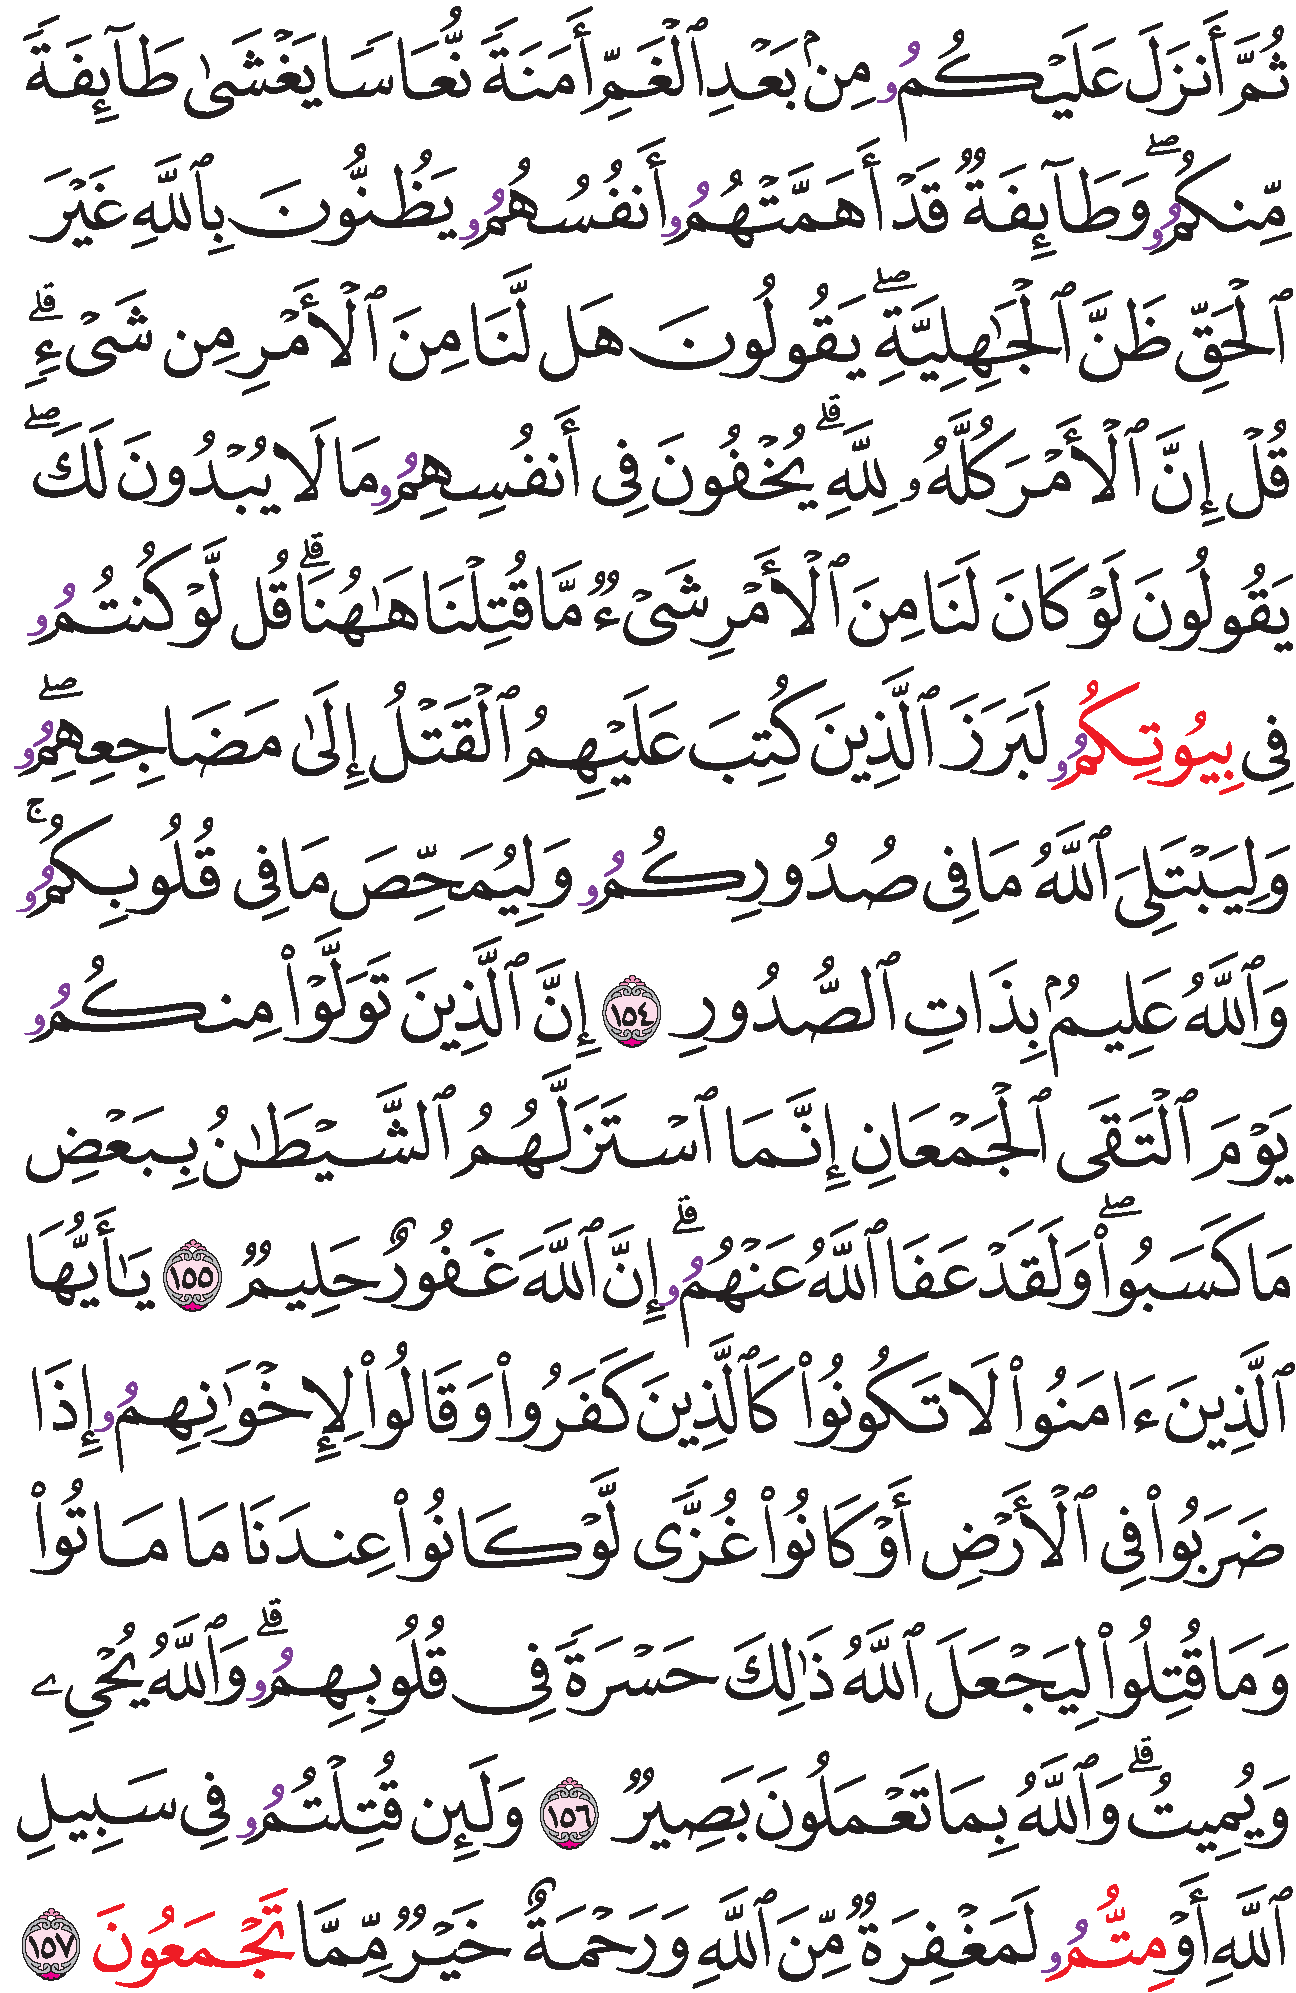 ثُمَّ أَنزَلَ عَلَيْكُمُۥ مِنۢ بَعْدِ ٱلْغَمِّ أَمَنَةً نُّعَاسًا يَغْشَىٰ طَآئِفَةً
مِّنكُمُۥۖ وَطَآئِفَةٌ قَدْ أَهَمَّتْهُمُۥ أَنفُسُهُمُۥ يَظُنُّونَ بِٱللَّهِ غَيْرَ
ٱلْحَقِّ ظَنَّ ٱلْجَٰهِلِيَّةِۖ يَقُولُونَ هَل لَّنَا مِنَ ٱلْأَمْرِ مِن شَىْءٍۗ
قُلْ إِنَّ ٱلْأَمْرَ كُلَّهُۥ لِلَّهِۗ يُخْفُونَ فِى أَنفُسِهِمُۥ مَا لَا يُبْدُونَ لَكَۖ
يَقُولُونَ لَوْ كَانَ لَنَا مِنَ ٱلْأَمْرِ شَىْءٌ مَّا قُتِلْنَا هَٰهُنَاۗ قُل لَّوْ كُنتُمُۥ
فِى بِيُوتِكُمُۥ لَبَرَزَ ٱلَّذِينَ كُتِبَ عَلَيْهِمُ ٱلْقَتْلُ إِلَىٰ مَضَاجِعِهِمُۥۖ
وَلِيَبْتَلِىَ ٱللَّهُ مَا فِى صُدُورِكُمُۥ وَلِيُمَحِّصَ مَا فِى قُلُوبِكُمُۥۚ
وَٱللَّهُ عَلِيمٌۢ بِذَاتِ ٱلصُّدُورِ ١٥٤ إِنَّ ٱلَّذِينَ تَوَلَّوْا۟ مِنكُمُۥ
يَوْمَ ٱلْتَقَى ٱلْجَمْعَانِ إِنَّمَا ٱسْتَزَلَّهُمُ ٱلشَّيْطَٰنُ بِبَعْضِ
مَا كَسَبُوا۟ۖ وَلَقَدْ عَفَا ٱللَّهُ عَنْهُمُۥۗ إِنَّ ٱللَّهَ غَفُورٌ حَلِيمٌ ١٥٥ يَٰٓأَيُّهَا
ٱلَّذِينَ ءَامَنُوا۟ لَا تَكُونُوا۟ كَٱلَّذِينَ كَفَرُوا۟ وَقَالُوا۟ لِإِخْوَٰنِهِمُۥ إِذَا
ضَرَبُوا۟ فِى ٱلْأَرْضِ أَوْ كَانُوا۟ غُزًّى لَّوْ كَانُوا۟ عِندَنَا مَا مَاتُوا۟
وَمَا قُتِلُوا۟ لِيَجْعَلَ ٱللَّهُ ذَٰلِكَ حَسْرَةً فِى قُلُوبِهِمُۥۗ وَٱللَّهُ يُحْىِۦ
وَيُمِيتُۗ وَٱللَّهُ بِمَا تَعْمَلُونَ بَصِيرٌ ١٥٦ وَلَئِن قُتِلْتُمُۥ فِى سَبِيلِ
ٱللَّهِ أَوْ مِتُّمُۥ لَمَغْفِرَةٌ مِّنَ ٱللَّهِ وَرَحْمَةٌ خَيْرٌ مِّمَّا تَجْمَعُونَ ١٥٧